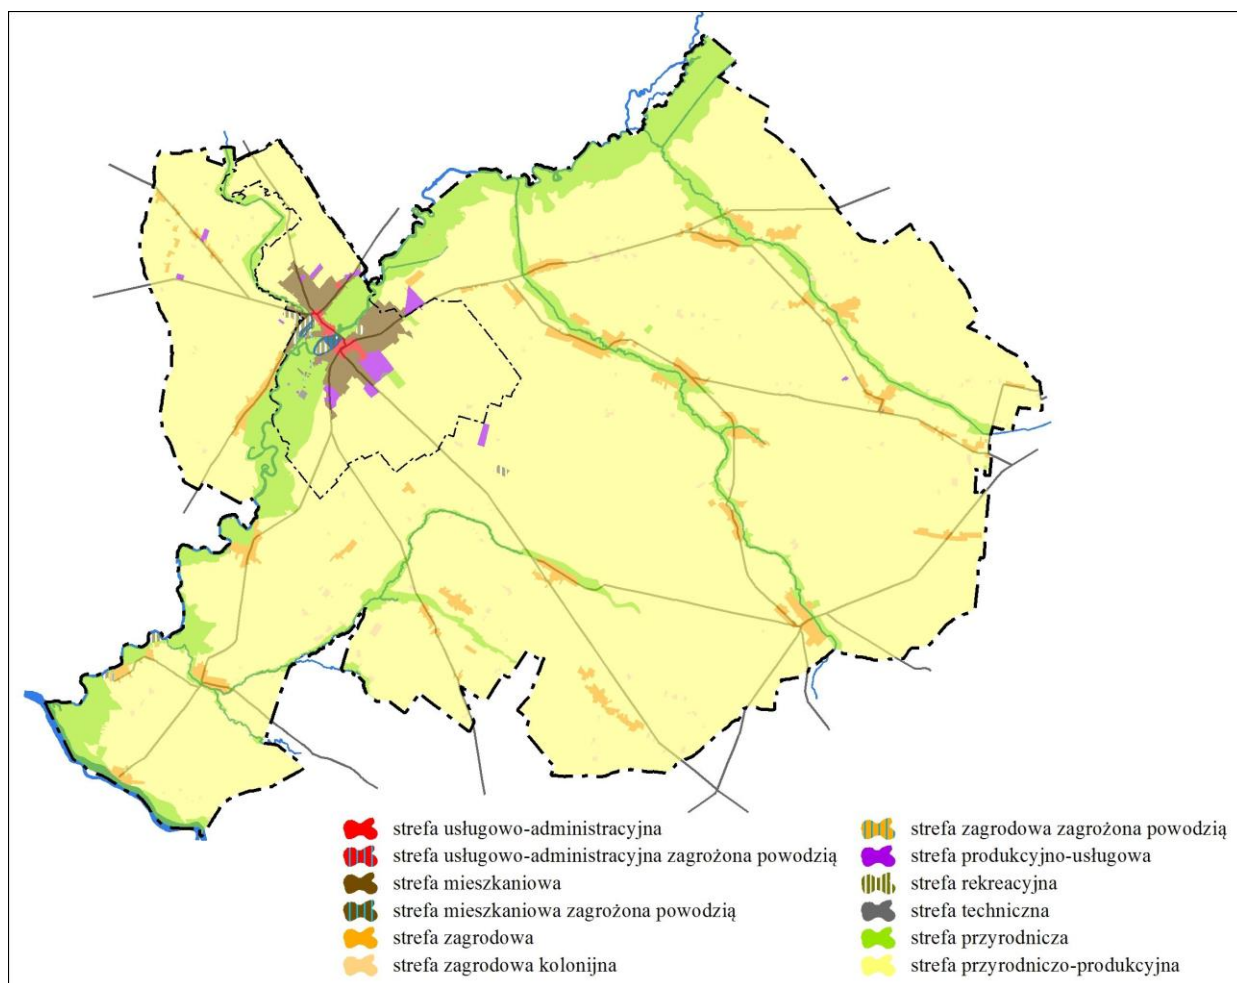 strefa usługowo-administracyjna
strefa usługowo-administracyjna zagrożona powodzią
strefa mieszkaniowa
strefa mieszkaniowa zagrożona powodzią
strefa zagrodowa
strefa zagrodowa kolonijna
strefa zagrodowa zagrożona powodzią
strefa produkcyjno-usługowa
strefa rekreacyjna
strefa techniczna
strefa przyrodnicza
strefa przyrodniczo-produkcyjna